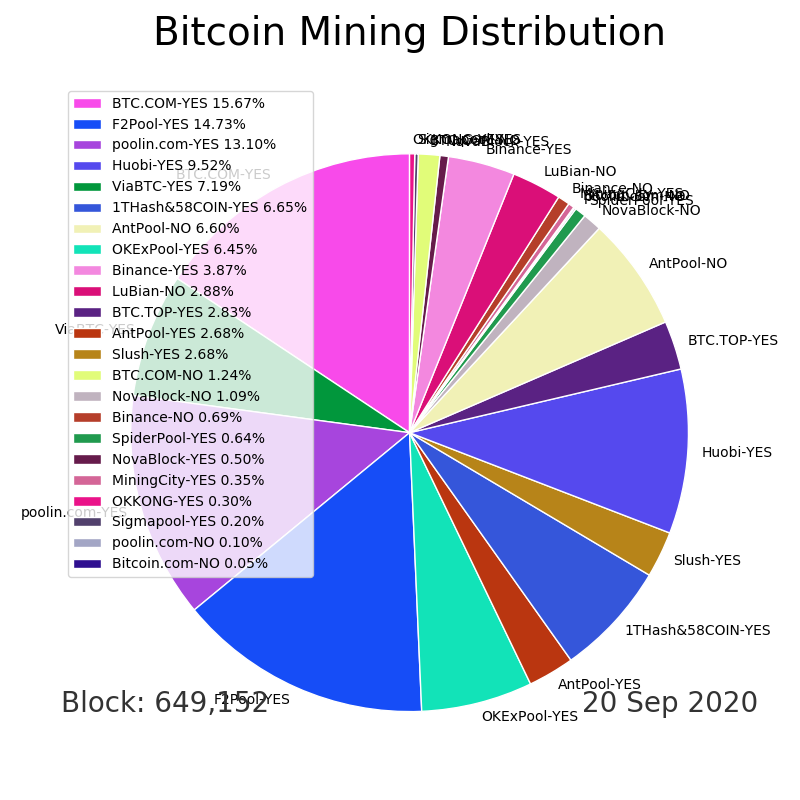 Bitcoin Mining Distribution
BTC.COM-YES 15.67%
F2Pool-YES 14.73%
poolin.com-YES 13.10%
Huobi-YES 9.52%
ViaBTC-YES 7.19%
1THash&58COIN-YES 6.65%
AntPool-NO 6.60%
OKExPool-YES 6.45%
Binance-YES 3.87%
LuBian-NO 2.88%
BTC.TOP-YES 2.83%
AntPool-YES 2.68%
Slush-YES 2.68%
BTC.COM-NO 1.24%
NovaBlock-NO 1.09%
Binance-NO 0.69%
SpiderPool-YES 0.64%
NovaBlock-YES 0.50%
MiningCity-YES 0.35%
OKKONG-YES 0.30%
Sigmapool-YES 0.20%
poolin.com-NO 0.10%
Bitcoin.com-NO 0.05%
BTC.COM-YES
ViaBTC-YES
poolin.com-YES
F2Pool-YES
OKExPool-YES
AntPool-YES
1THash&58COIN-YES
Slush-YES
Huobi-YES
BTC.TOP-YES
AntPool-NO
NovaBlock-NO
SpiderPool-YES
Binance-NO
LuBian-NO
Binance-YES
Block: 649,152
20 Sep 2020